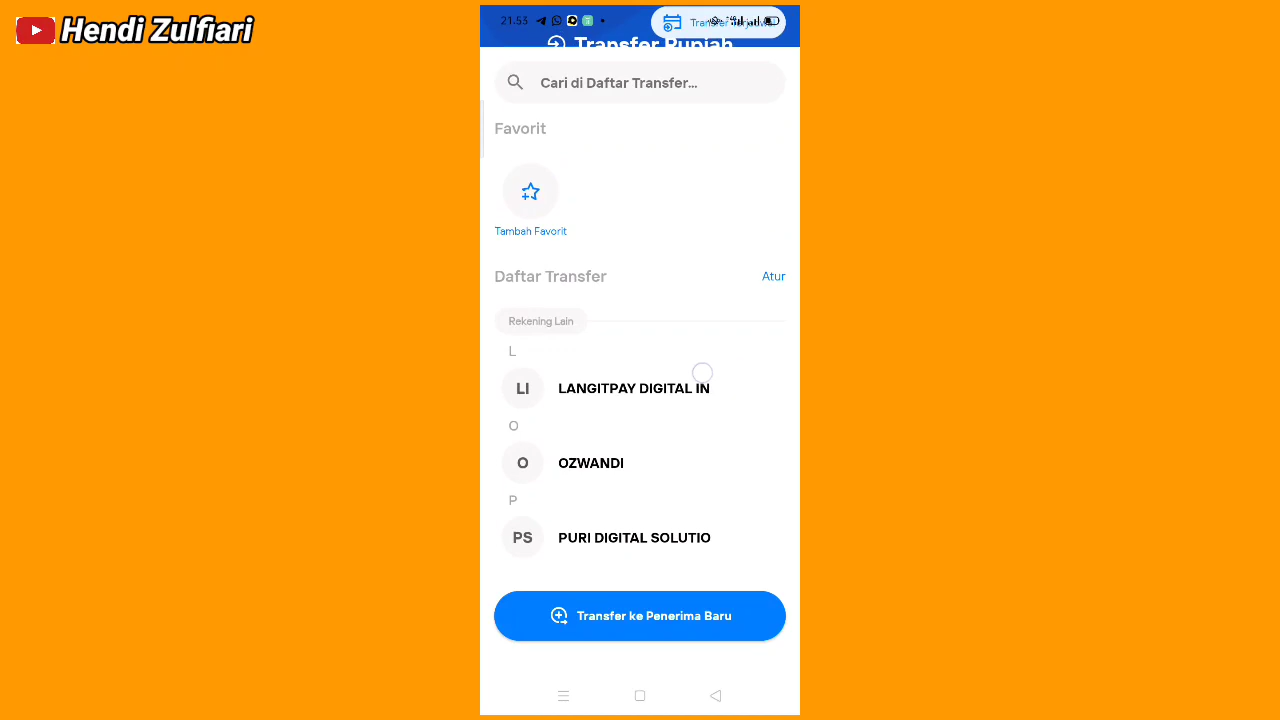 Hendi Zulfiari
21.53
Transfer Rupiah
Cari di Daftar Transfer...
Favorit
Tambah Favorit
Daftar Transfer
Atur
Rekening Lain
L
LI
LANGITPAY DIGITAL IN
O
O
OZWANDI
P
PS
PURI DIGITAL SOLUTIO
Transfer ke Penerima Baru